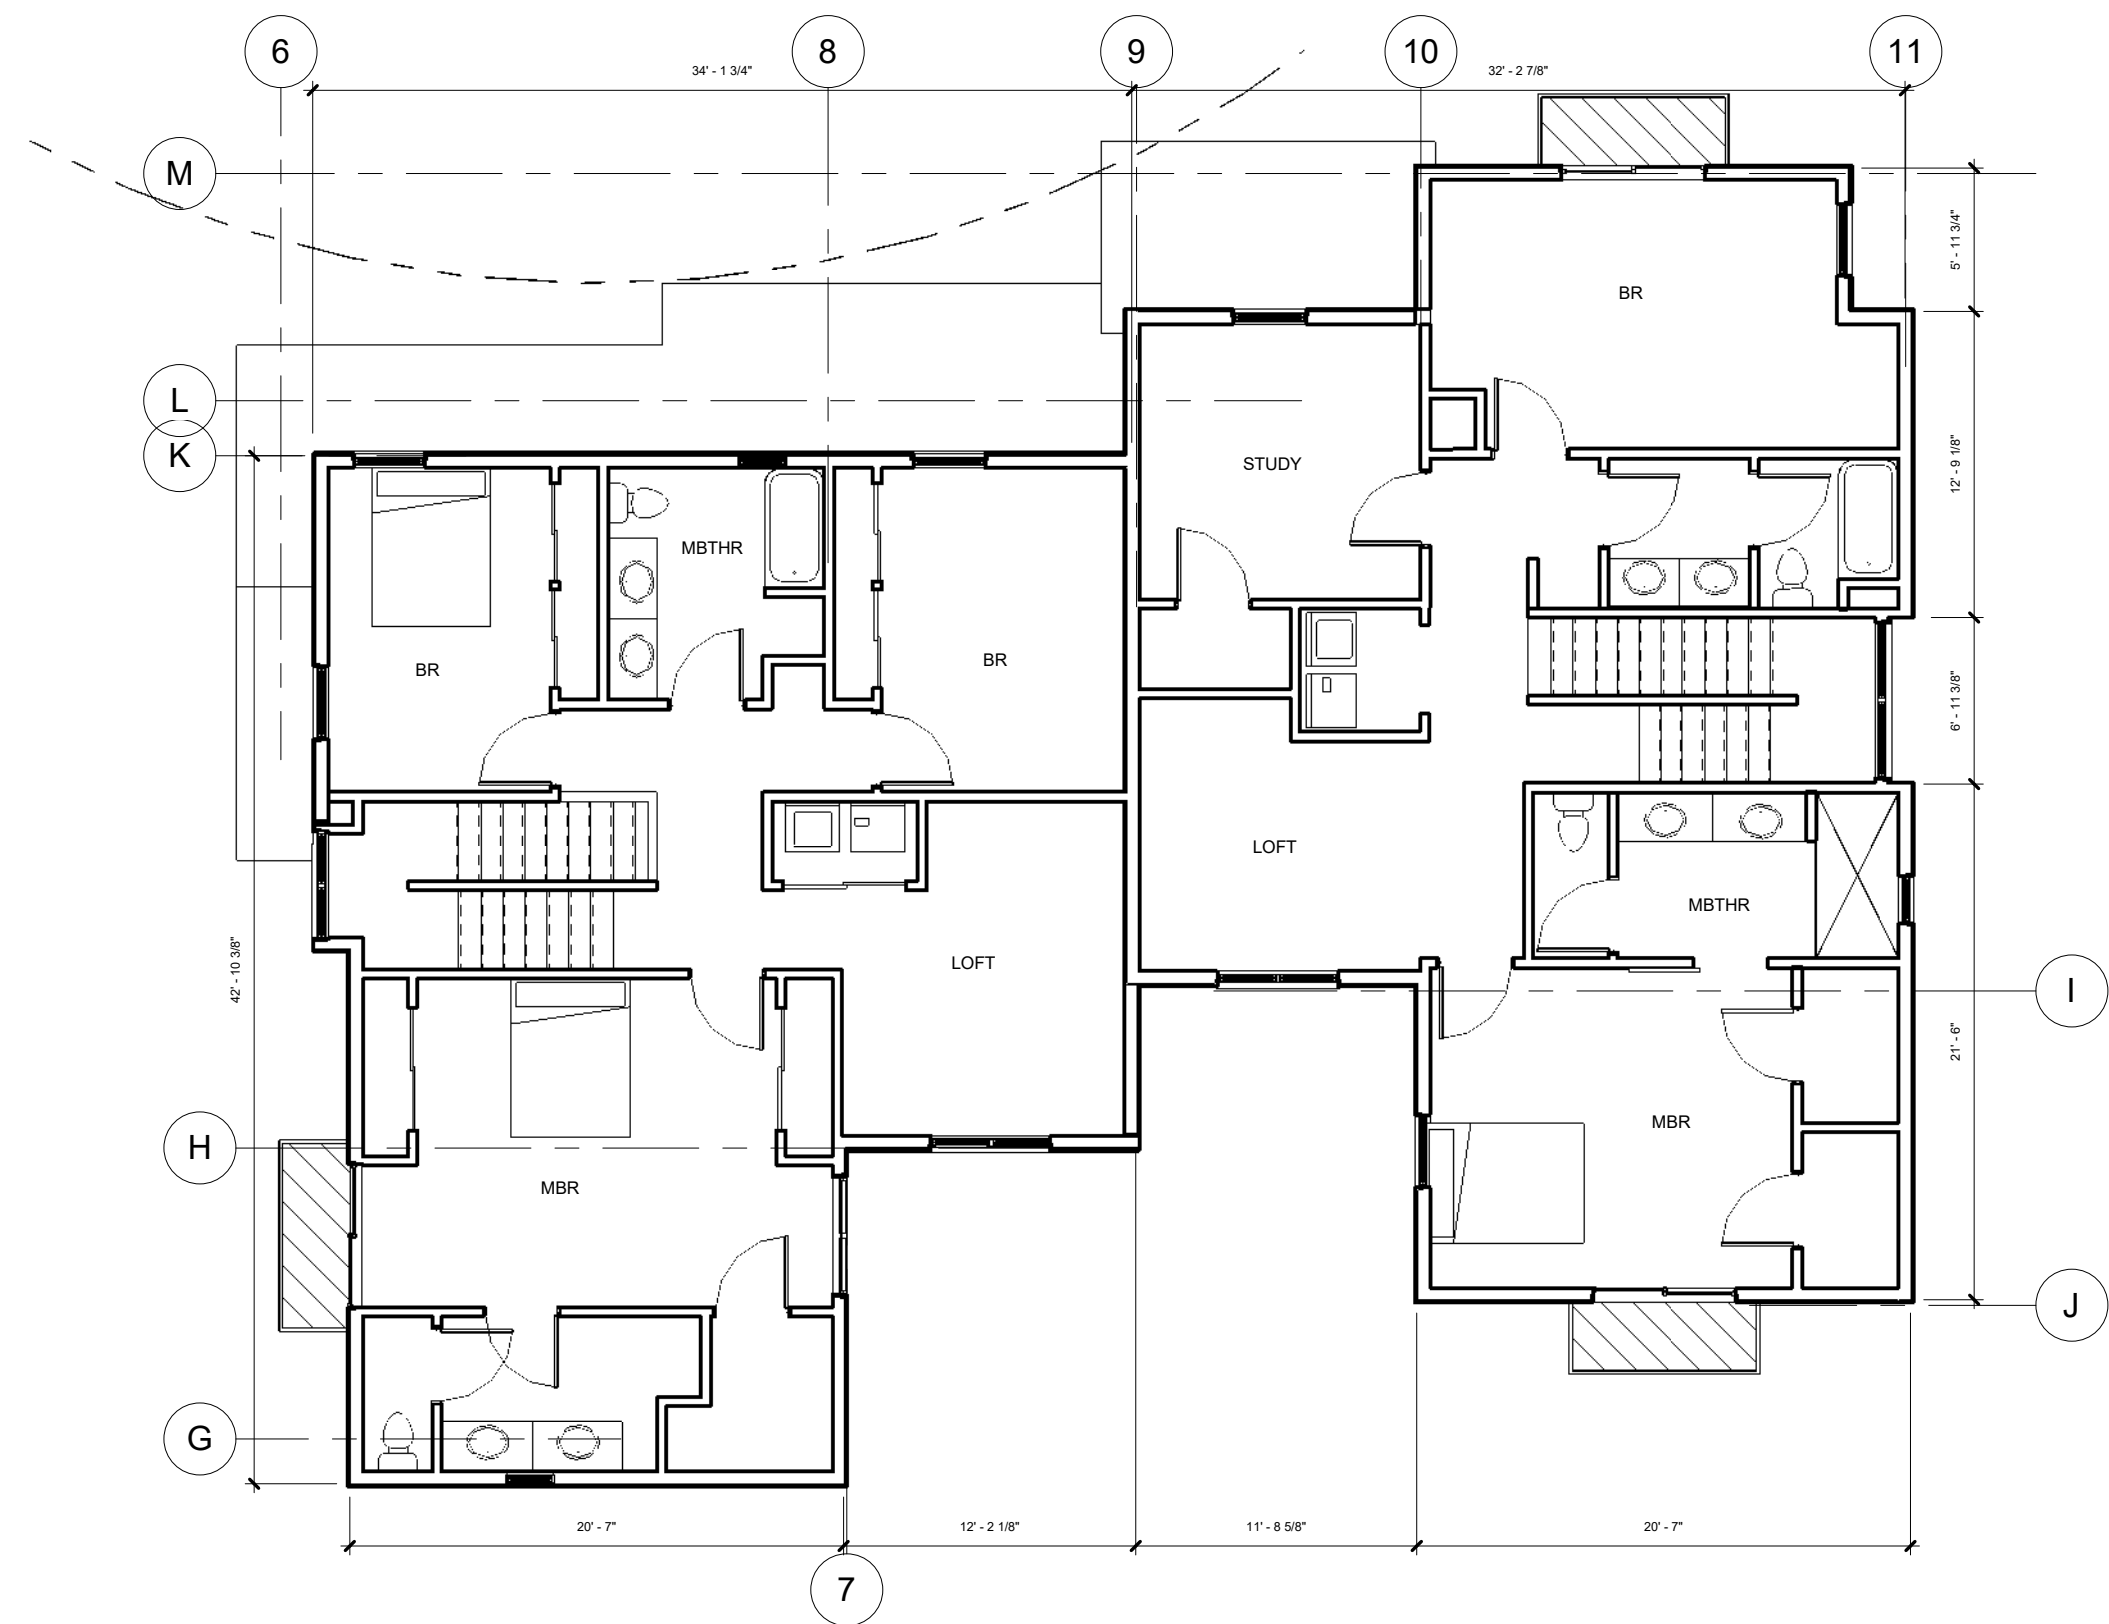 6
8
9
10
11
34' - 1 3/4"
32' - 2 7/8"
M
5' - 11 3/4"
BR
L
K
STUDY
12' - 9 1/8"
MBTHR
BR
BR
6' - 11 3/8"
LOFT
MBTHR
42' - 10 3/8"
LOFT
I
21' - 6"
MBR
H
MBR
J
G
20' - 7"
12' - 2 1/8"
11' - 8 5/8"
20' - 7"
7